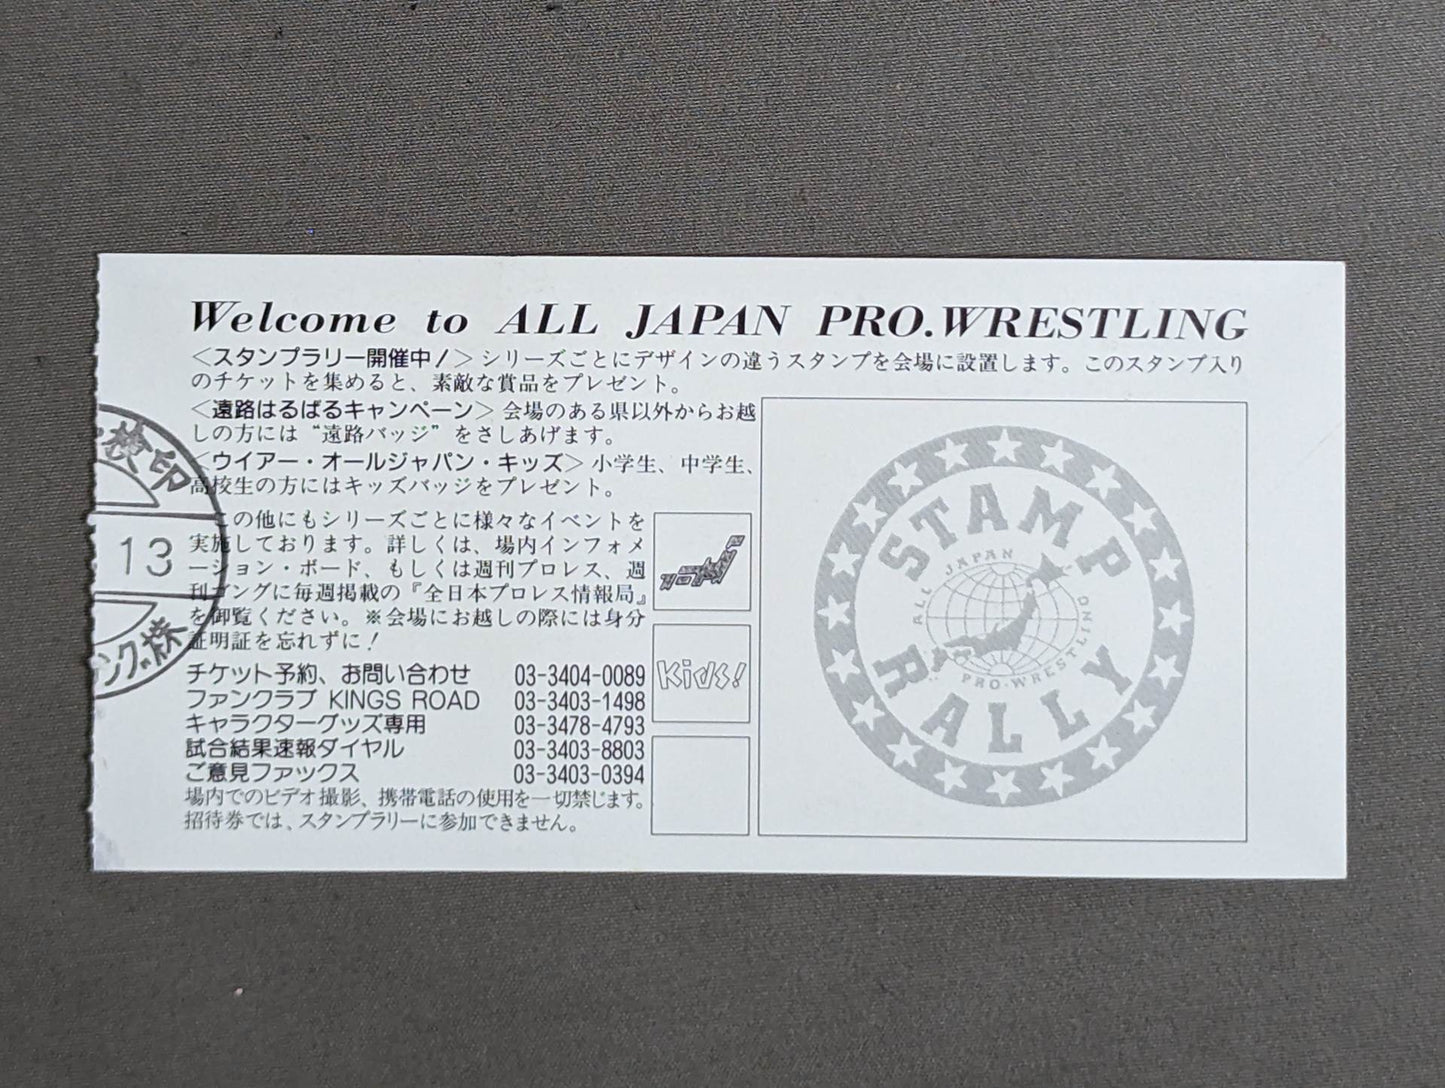 Welcome to ALL JAPAN PRO.WRESTLING
＜スタンプラリー開催中！＞シリーズごとにデザインの違うスタンプを会場に設置します。このスタンプ入り
のチケットを集めると、素敵な賞品をプレゼント。
＜遠路はるばるキャンペーン＞会場のある県以外からお越
しの方には“遠路バッジ”をさしあげます。
＜ウイアー・オールジャパン・キッズ＞小学生、中学生、
高校生の方にはキッズバッジをプレゼント。
この他にもシリーズごとに様々なイベントを
実施しております。詳しくは、場内インフォメ
ーション・ボード、もしくは週刊プロレス、週
刊ゴングに毎週掲載の『全日本プロレス情報局』
を御覧ください。※会場にお越しの際には身分
証明証を忘れずに！
チケット予約、お問い合わせ 03-3404-0089
ファンクラブ KINGS ROAD 03-3403-1498
キャラクターグッズ専用 03-3478-4793
試合結果速報ダイヤル 03-3403-8803
ご意見ファックス 03-3403-0394
場内でのビデオ撮影、携帯電話の使用を一切禁じます。
招待券では、スタンプラリーに参加できません。
検印
13
ング・株
Kids!
STAMP
RALLY
ALL JAPAN
PRO-WRESTLING